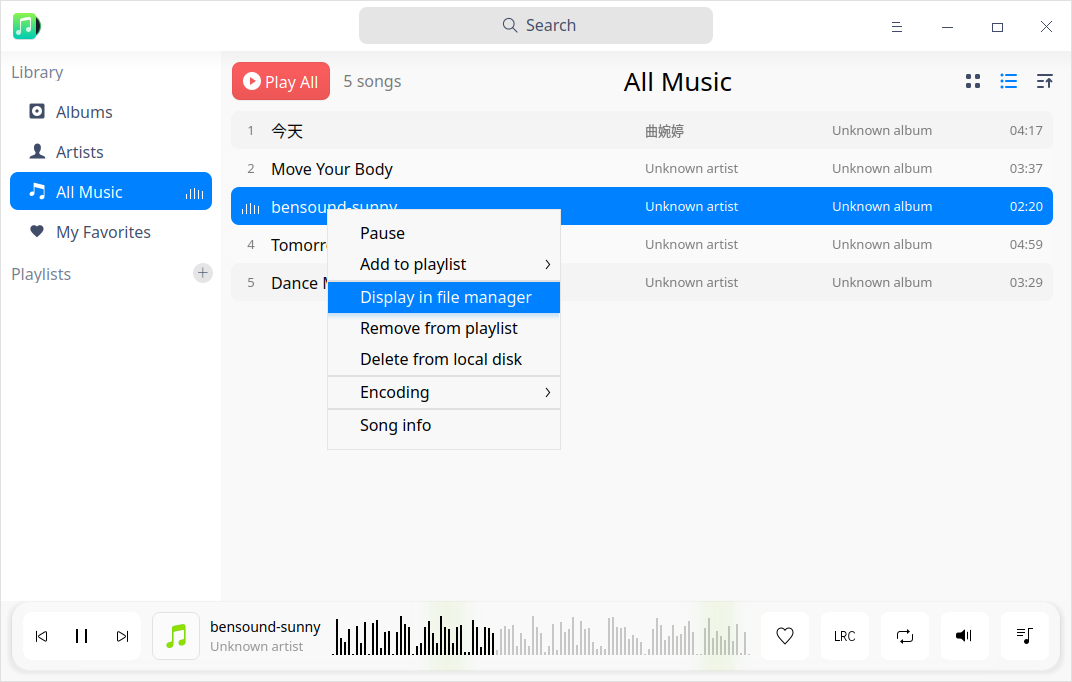 Search
Library
Albums
Artists
All Music
My Favorites
Playlists
Play All
5 songs
All Music
1 今天 曲婉婷 Unknown album 04:17
2 Move Your Body Unknown artist Unknown album 03:37
bensound-sunny Unknown artist Unknown album 02:20
4 Tomorr Unknown artist Unknown album 04:59
5 Dance Unknown artist Unknown album 03:29
Pause
Add to playlist
Display in file manager
Remove from playlist
Delete from local disk
Encoding
Song info
bensound-sunny
Unknown artist
LRC